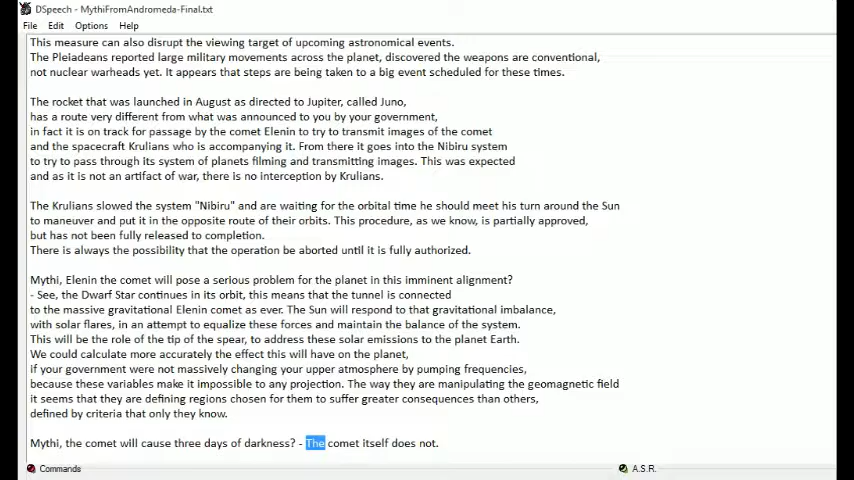 DSpeech - MythiFromAndromeda-Final.txt
File Edit Options Help
This measure can also disrupt the viewing target of upcoming astronomical events.
The Pleiadeans reported large military movements across the planet, discovered the weapons are conventional,
not nuclear warheads yet. It appears that steps are being taken to a big event scheduled for these times.
The rocket that was launched in August as directed to Jupiter, called Juno,
has a route very different from what was announced to you by your government,
in fact it is on track for passage by the comet Elenin to try to transmit images of the comet
and the spacecraft Krulians who is accompanying it. From there it goes into the Nibiru system
to try to pass through its system of planets filming and transmitting images. This was expected
and as it is not an artifact of war, there is no interception by Krulians.
The Krulians slowed the system "Nibiru" and are waiting for the orbital time he should meet his turn around the Sun
to maneuver and put it in the opposite route of their orbits. This procedure, as we know, is partially approved,
but has not been fully released to completion.
There is always the possibility that the operation be aborted until it is fully authorized.
Mythi, Elenin the comet will pose a serious problem for the planet in this imminent alignment?
- See, the Dwarf Star continues in its orbit, this means that the tunnel is connected
to the massive gravitational Elenin comet as ever. The Sun will respond to that gravitational imbalance,
with solar flares, in an attempt to equalize these forces and maintain the balance of the system.
This will be the role of the tip of the spear, to address these solar emissions to the planet Earth.
We could calculate more accurately the effect this will have on the planet,
if your government were not massively changing your upper atmosphere by pumping frequencies,
because these variables make it impossible to any projection. The way they are manipulating the geomagnetic field
it seems that they are defining regions chosen for them to suffer greater consequences than others,
defined by criteria that only they know.
Mythi, the comet will cause three days of darkness? - The comet itself does not.
Commands A.S.R.